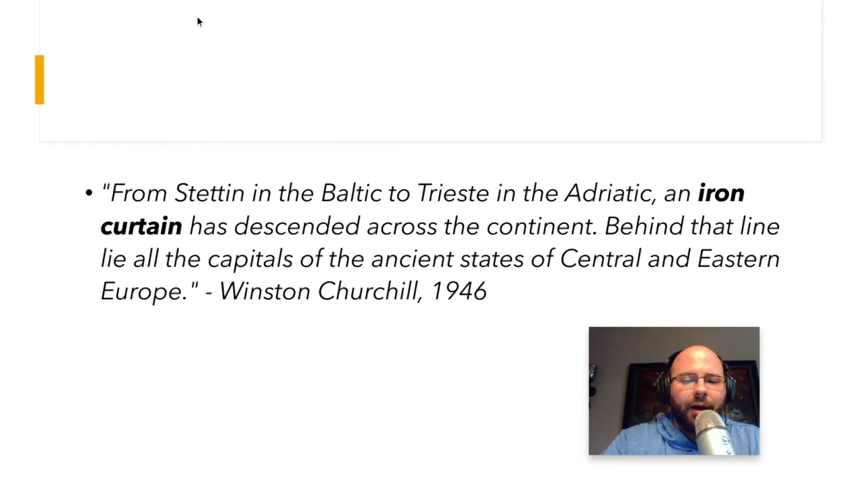 • "From Stettin in the Baltic to Trieste in the Adriatic, an iron
curtain has descended across the continent. Behind that line
lie all the capitals of the ancient states of Central and Eastern
Europe." - Winston Churchill, 1946